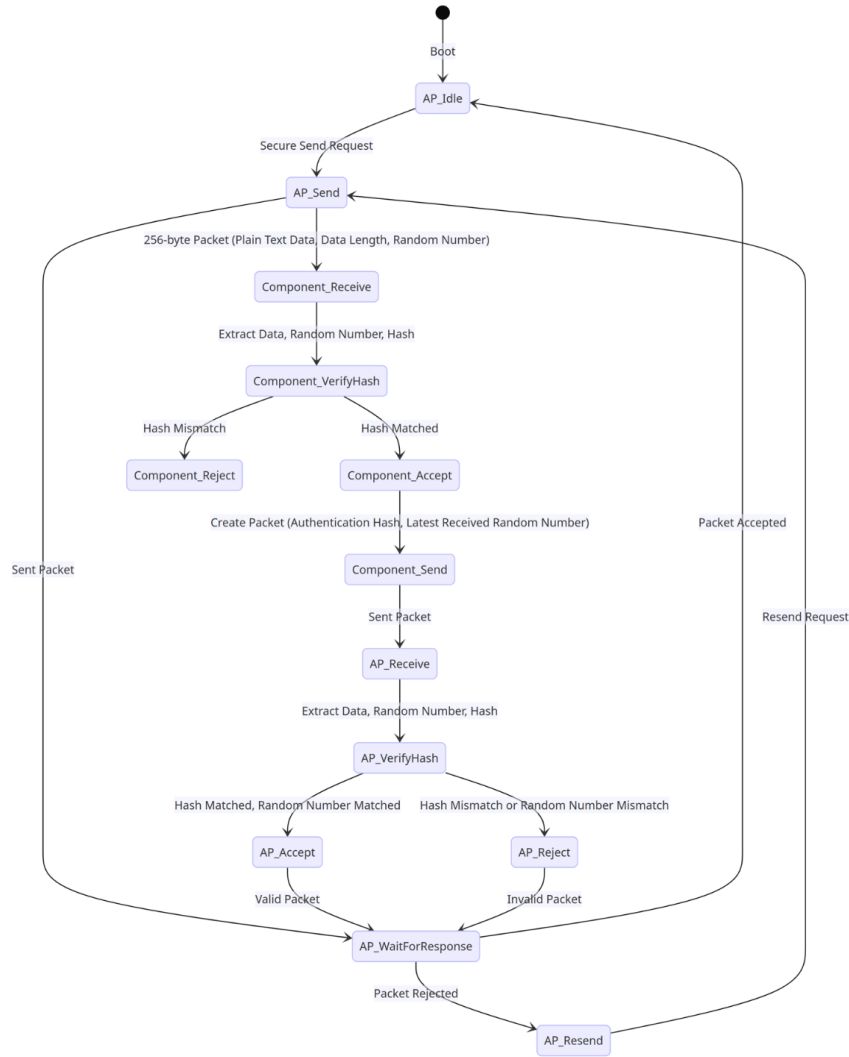 Boot
AP_Idle
Secure Send Request
AP_Send
256-byte Packet (Plain Text Data, Data Length, Random Number)
Component_Receive
Extract Data, Random Number, Hash
Component_VerifyHash
Hash Mismatch
Hash Matched
Component_Reject
Component_Accept
Create Packet (Authentication Hash, Latest Received Random Number)
Packet Accepted
Sent Packet
Component_Send
Sent Packet
Resend Request
AP_Receive
Extract Data, Random Number, Hash
AP_VerifyHash
Hash Matched, Random Number Matched
Hash Mismatch or Random Number Mismatch
AP_Accept
AP_Reject
Valid Packet
Invalid Packet
AP_WaitForResponse
Packet Rejected
AP_Resend